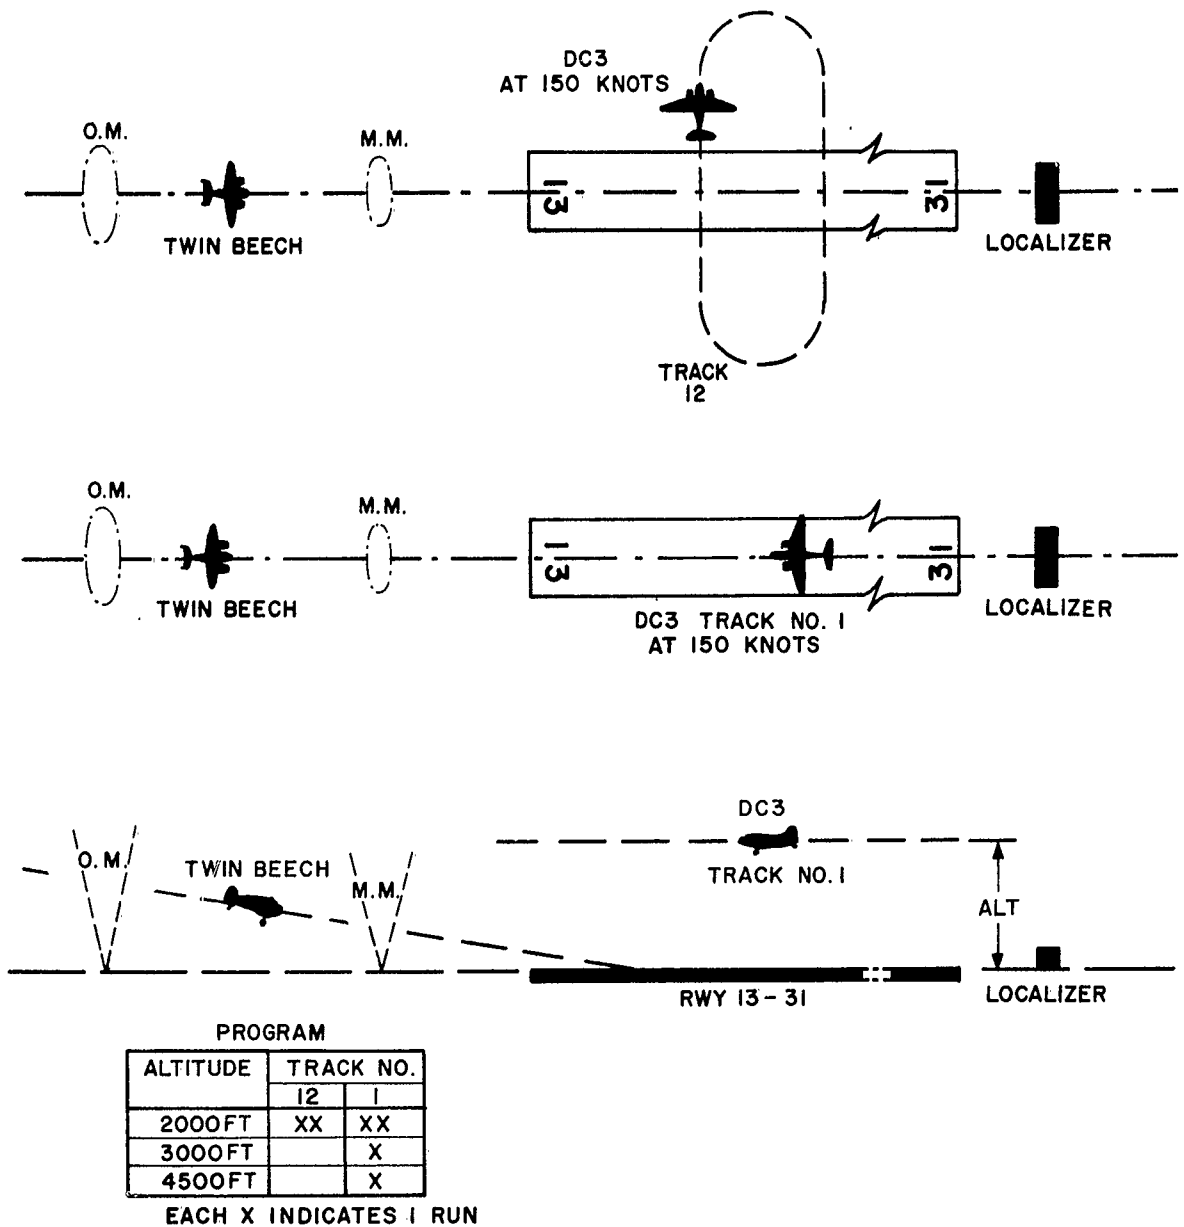 DC3
AT 150 KNOTS
O.M.
M.M.
13
31
TWIN BEECH
LOCALIZER
TRACK
12
O.M.
M.M.
13
31
TWIN BEECH
LOCALIZER
DC3 TRACK NO. 1
AT 150 KNOTS
DC3
O.M.
TWIN BEECH
M.M.
TRACK NO. 1
ALT
RWY 13-31
LOCALIZER
PROGRAM
ALTITUDE TRACK NO.
12 1
2000FT XX XX
3000FT X
4500FT X
EACH X INDICATES 1 RUN